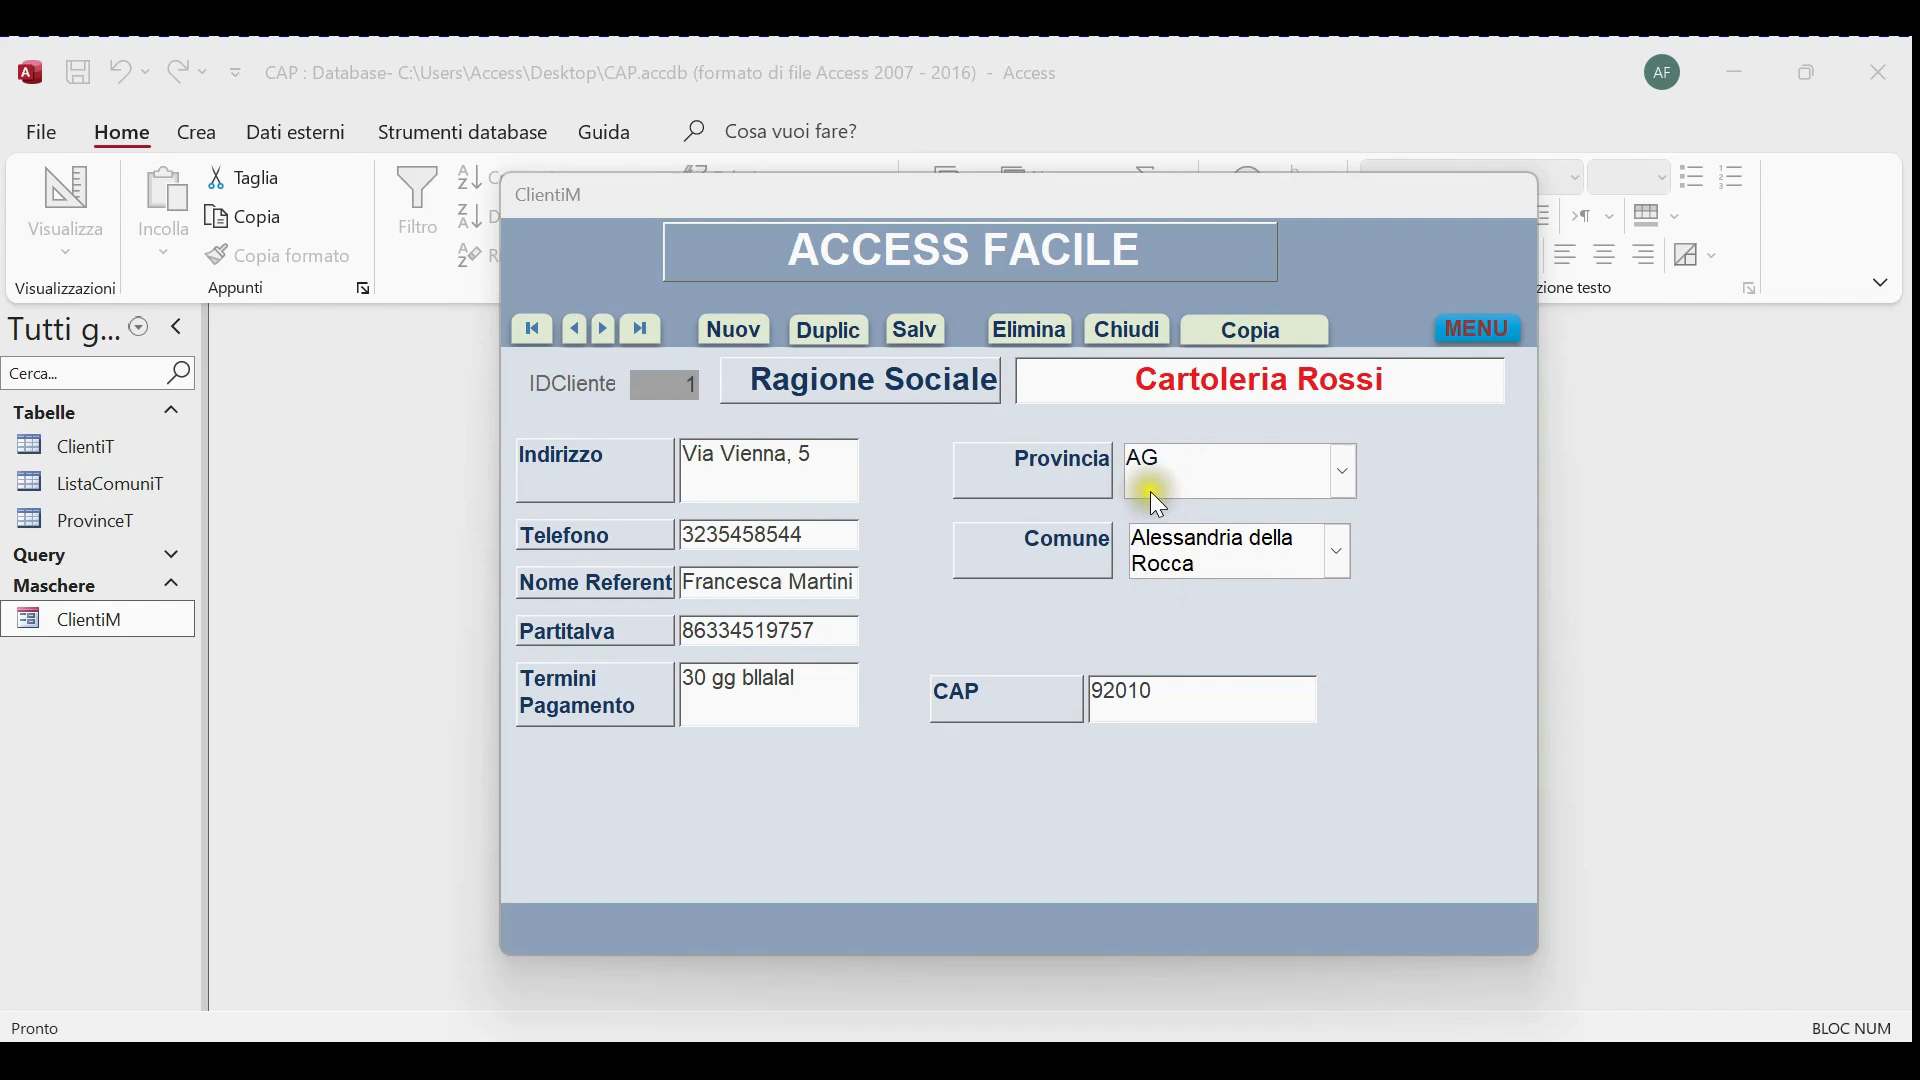 CAP : Database- C:\Users\Access\Desktop\CAP.accdb (formato di file Access 2007 - 2016) - Access
AF
File Home Crea Dati esterni Strumenti database Guida Cosa vuoi fare?
Visualizza
Incolla
Taglia
Copia
Copia formato
Filtro
Visualizzazioni
Appunti
zione testo
ClientiM
ACCESS FACILE
Nuov Duplic Salv Elimina Chiudi Copia MENU
Tutti g...
Cerca...
Tabelle
ClientiT
ListaComuniT
ProvinceT
Query
Maschere
ClientiM
IDCliente 1 Ragione Sociale Cartoleria Rossi
Indirizzo Via Vienna, 5
Telefono 3235458544
Nome Referent Francesca Martini
PartitaIva 86334519757
Termini
Pagamento
30 gg bllalal
Provincia AG
Comune Alessandria della
Rocca
CAP 92010
Pronto
BLOC NUM